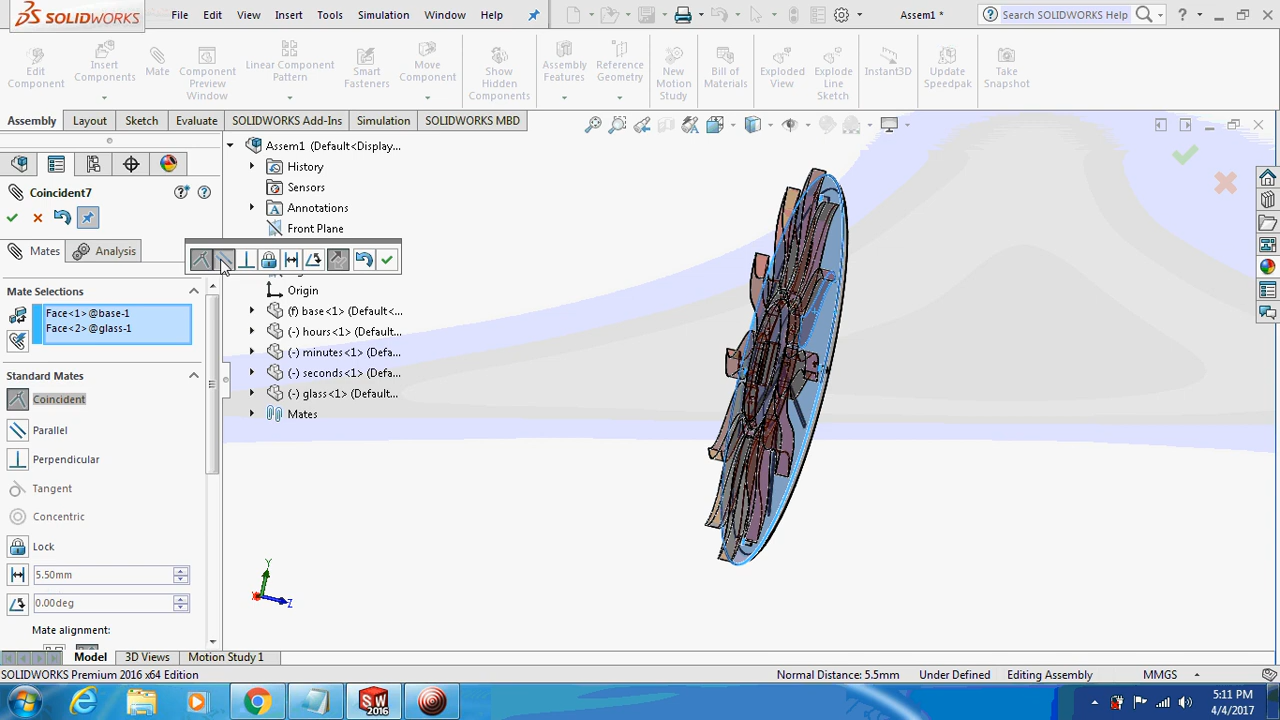 SOLIDWORKS File Edit View Insert Tools Simulation Window Help Assem1 * Search SOLIDWORKS Help
Edit Component
Insert Components
Mate
Component Preview Window
Linear Component Pattern
Smart Fasteners
Move Component
Show Hidden Components
Assembly Features
Reference Geometry
New Motion Study
Bill of Materials
Exploded View
Explode Line Sketch
Instant3D
Update Speedpak
Take Snapshot
Assembly Layout Sketch Evaluate SOLIDWORKS Add-Ins Simulation SOLIDWORKS MBD
Coincident7
Mates Analysis
Mate Selections
Face<1>@base-1
Face<2>@glass-1
Standard Mates
Coincident
Parallel
Perpendicular
Tangent
Concentric
Lock
5.50mm
0.00deg
Mate alignment:
Assem1 (Default<Display...
History
Sensors
Annotations
Front Plane
Origin
(f) base<1> (Default<...
(-) hours<1> (Default...
(-) minutes<1> (Defa...
(-) seconds<1> (Defa...
(-) glass<1> (Default...
Mates
Y
Z
Model 3D Views Motion Study 1
SOLIDWORKS Premium 2016 x64 Edition Normal Distance: 5.5mm Under Defined Editing Assembly MMGS
SW
2016
5:11 PM
4/4/2017